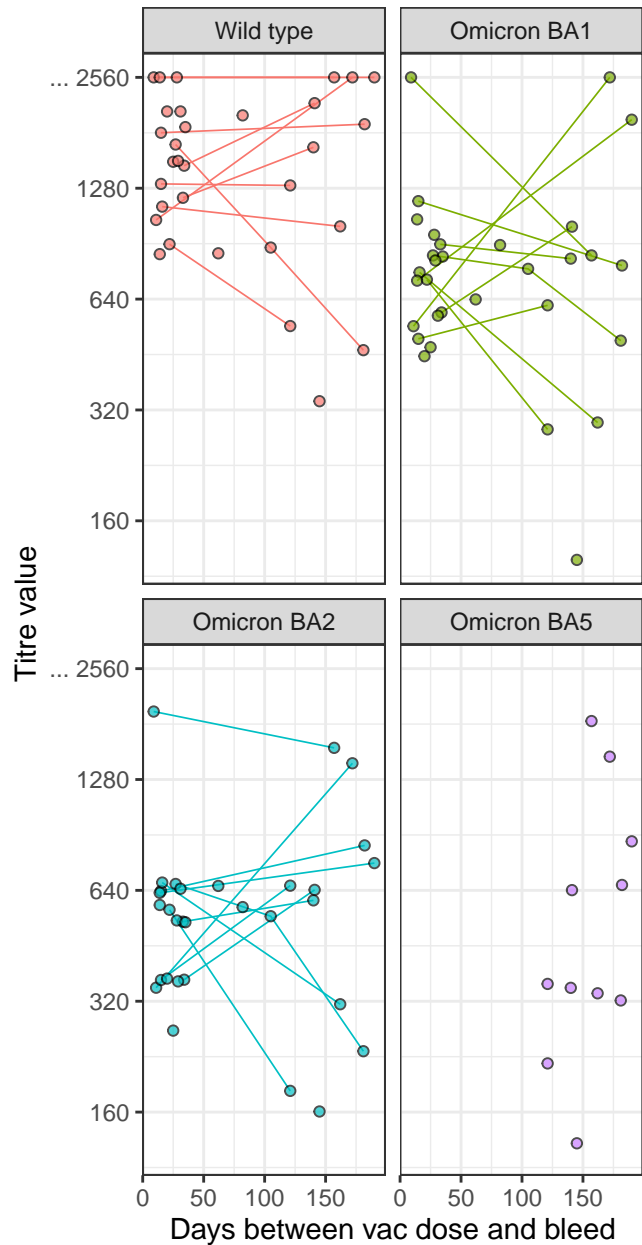 Wild type
Omicron BA1
... 2560
1280
640
320
160
Titre value
Omicron BA2
Omicron BA5
... 2560
1280
640
320
160
0 50 100 150 0 50 100 150
Days between vac dose and bleed